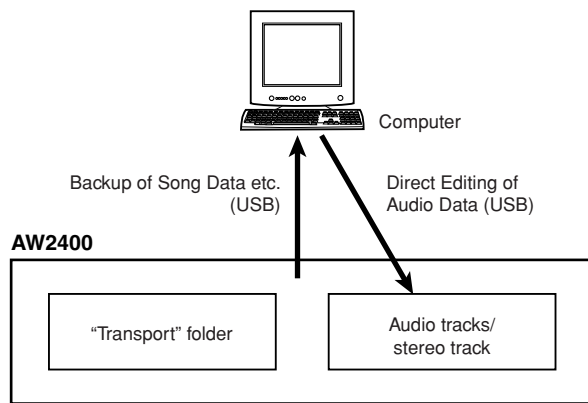 Computer
Backup of Song Data etc.
(USB)
Direct Editing of
Audio Data (USB)
AW2400
“Transport” folder
Audio tracks/
stereo track